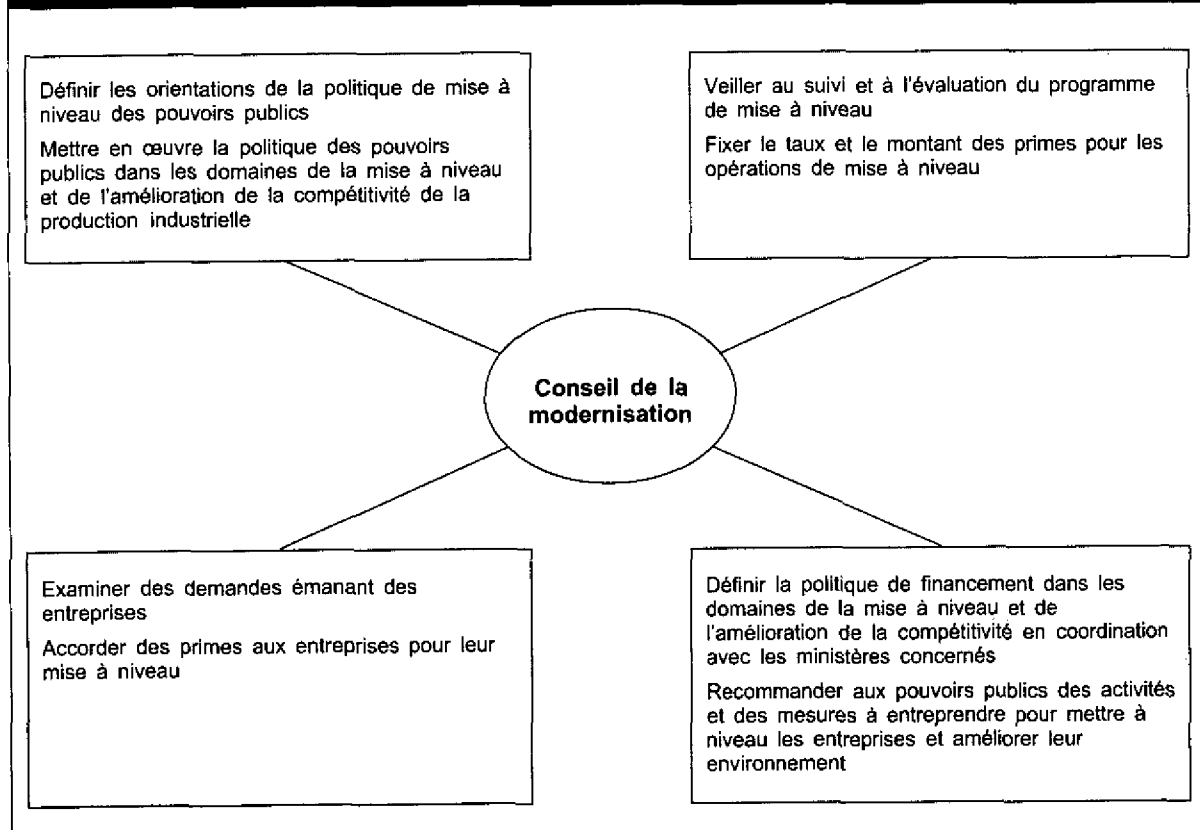 Définir les orientations de la politique de mise à
niveau des pouvoirs publics
Mettre en œuvre la politique des pouvoirs
publics dans les domaines de la mise à niveau
et de l'amélioration de la compétitivité de la
production industrielle
Veiller au suivi et à l'évaluation du programme
de mise à niveau
Fixer le taux et le montant des primes pour les
opérations de mise à niveau
Conseil de la
modernisation
Examiner des demandes émanant des
entreprises
Accorder des primes aux entreprises pour leur
mise à niveau
Définir la politique de financement dans les
domaines de la mise à niveau et de
l'amélioration de la compétitivité en coordination
avec les ministères concernés
Recommander aux pouvoirs publics des activités
et des mesures à entreprendre pour mettre à
niveau les entreprises et améliorer leur
environnement